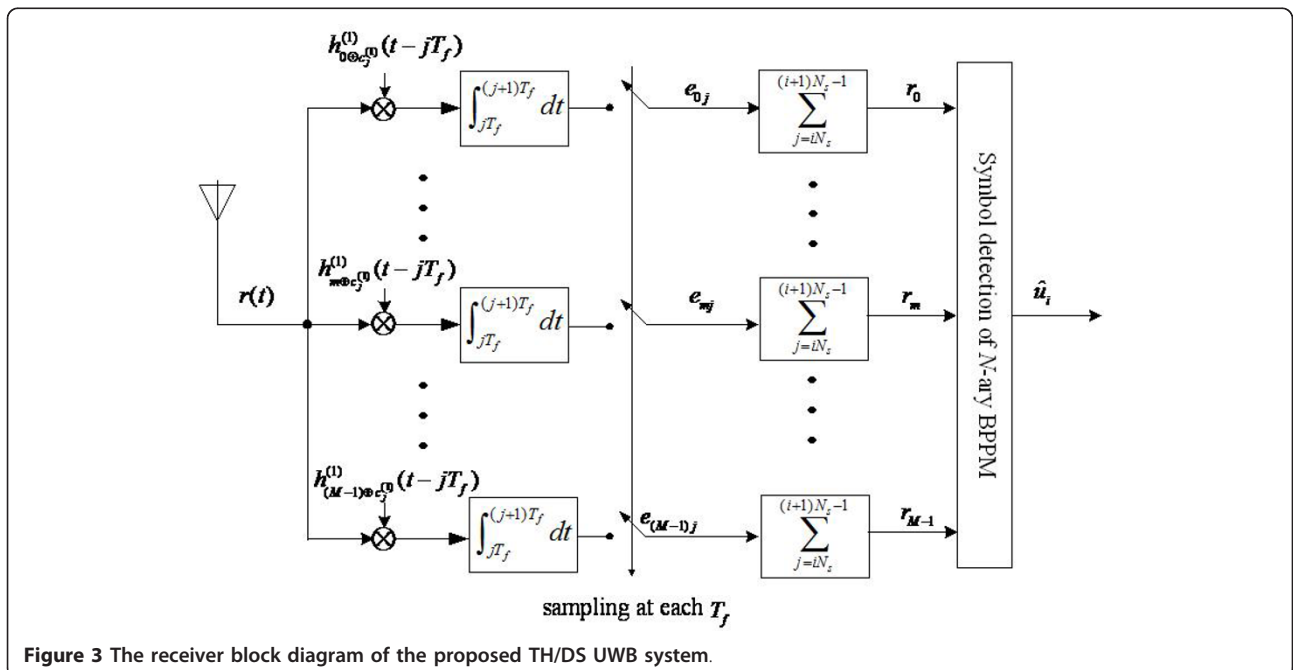 h^{(1)}_{0⊕c_j^{(1)}}(t − jT_f)
∫_{jT_f}^{(j+1)T_f} dt
e_{0j}
∑_{j=iN_s}^{(i+1)N_s−1}
r_0
r(t)
h^{(1)}_{m⊕c_j^{(1)}}(t − jT_f)
∫_{jT_f}^{(j+1)T_f} dt
e_{mj}
∑_{j=iN_s}^{(i+1)N_s−1}
r_m
Symbol detection of N-ary BPPM
û_i
h^{(1)}_{(M−1)⊕c_j^{(1)}}(t − jT_f)
∫_{jT_f}^{(j+1)T_f} dt
e_{(M−1)j}
∑_{j=iN_s}^{(i+1)N_s−1}
r_{M−1}
sampling at each T_f
Figure 3 The receiver block diagram of the proposed TH/DS UWB system.